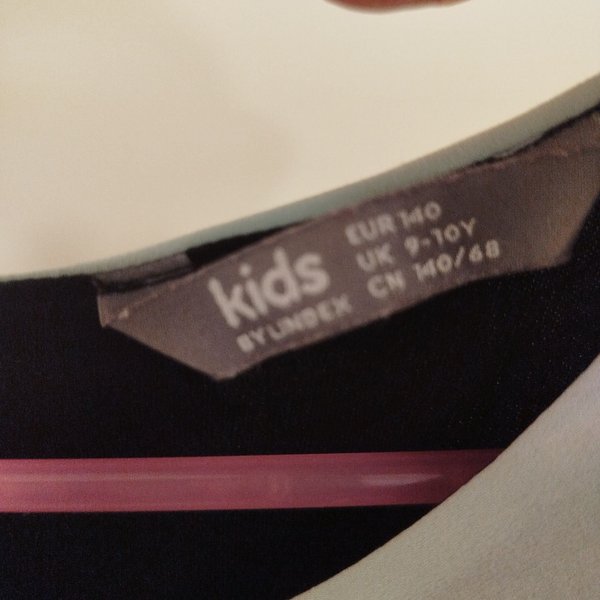 kids
BY LINDEX
EUR 140
UK 9-10Y
CN 140/68